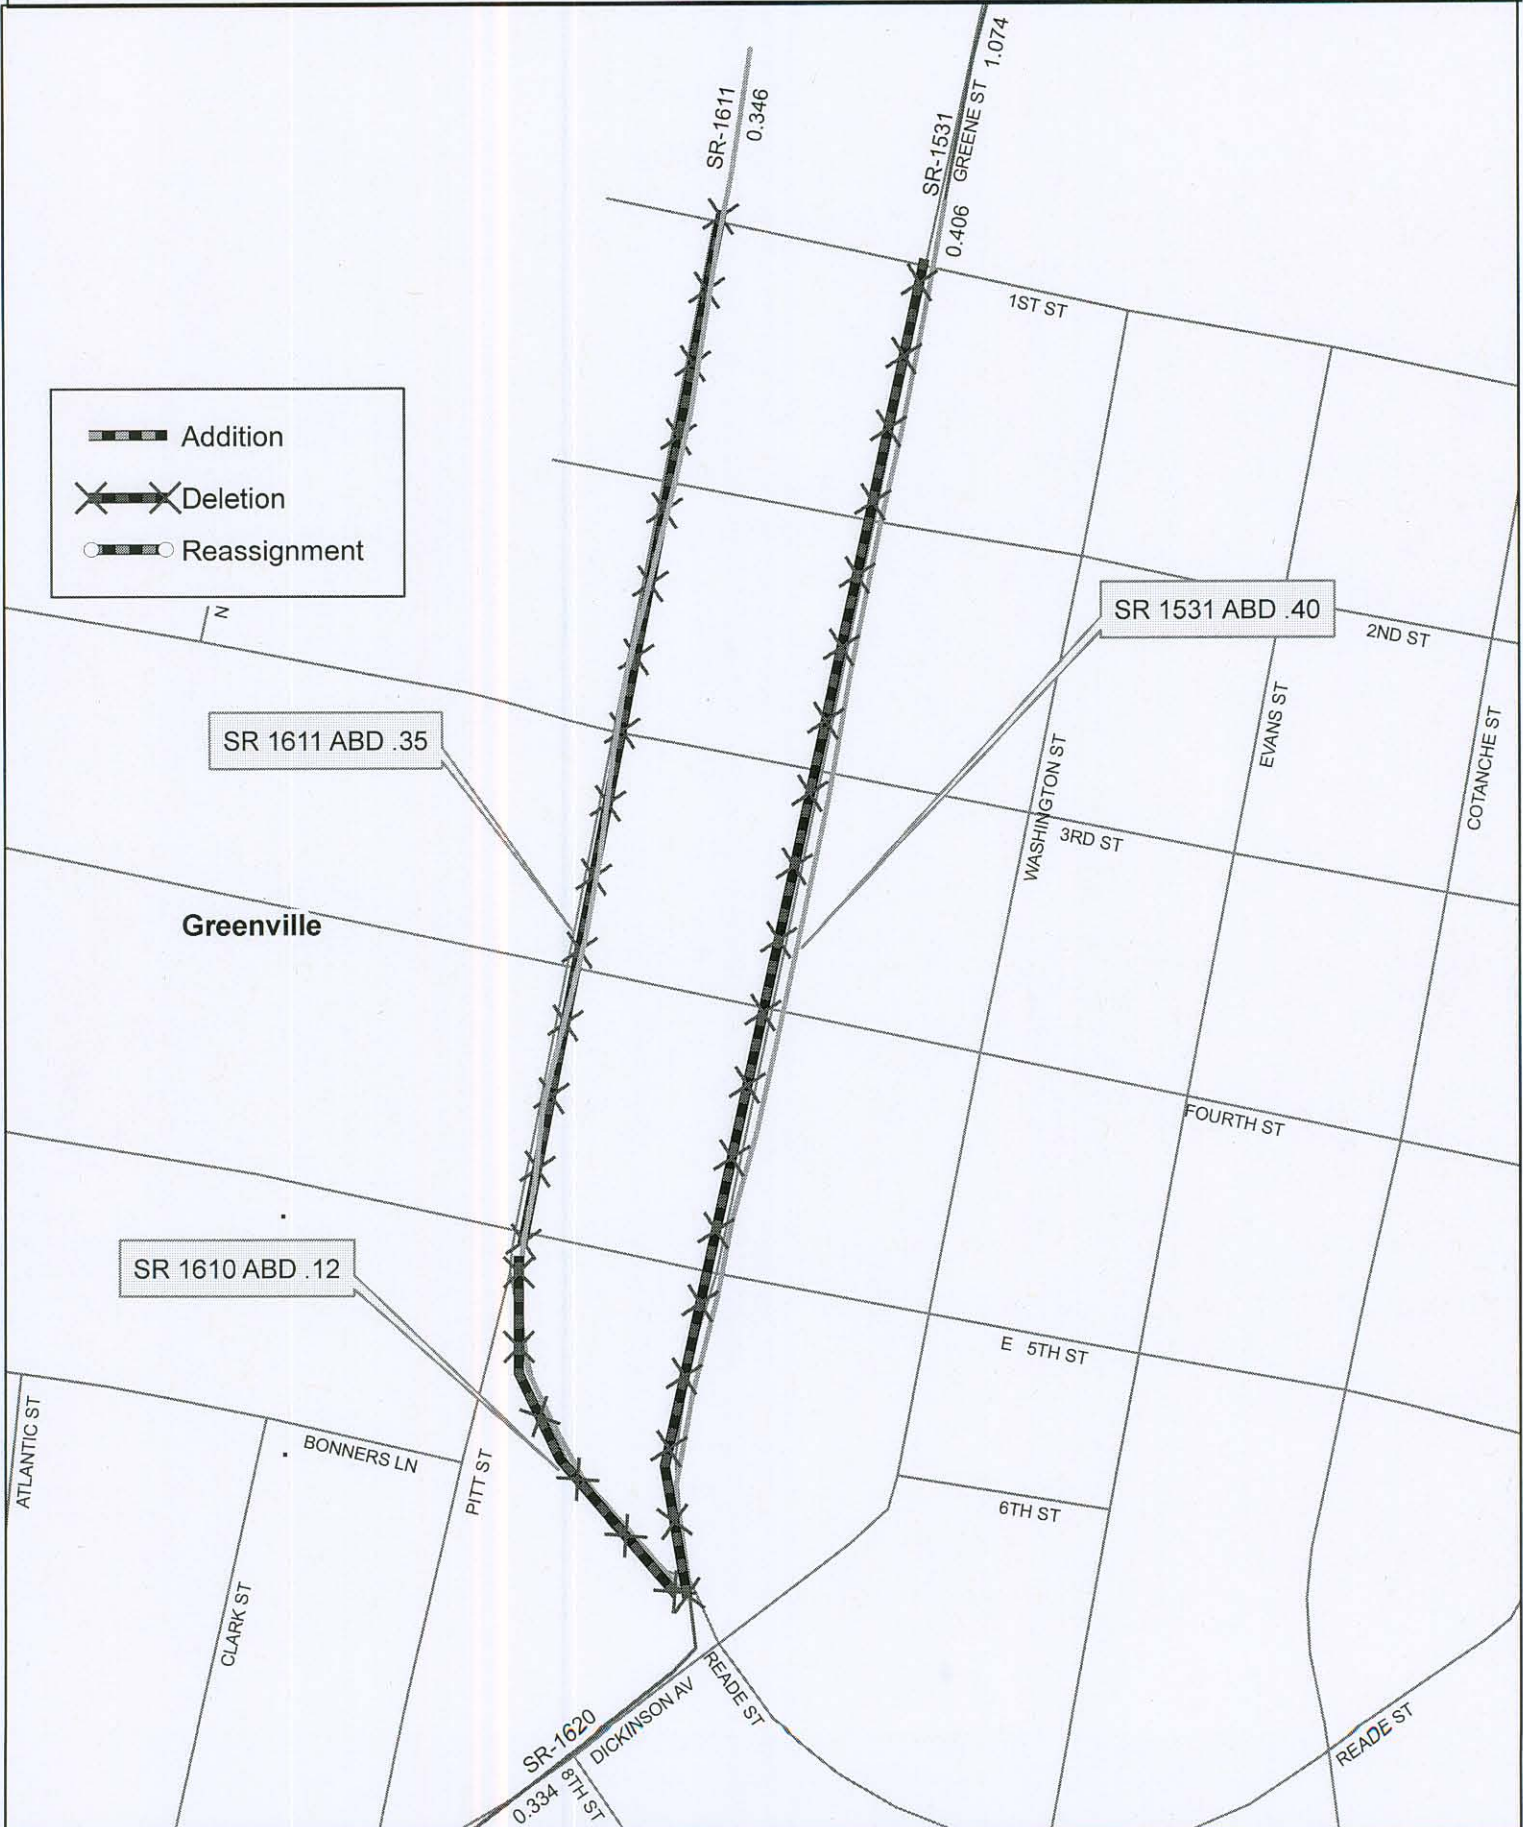 SR-1611
0.346
SR-1531
0.406
GREENE ST
1.074
1ST ST
Addition
Deletion
Reassignment
N
SR 1531 ABD .40
2ND ST
EVANS ST
COTANCHE ST
SR 1611 ABD .35
WASHINGTON ST
3RD ST
Greenville
FOURTH ST
SR 1610 ABD .12
E 5TH ST
ATLANTIC ST
BONNERS LN
PITT ST
6TH ST
CLARK ST
READE ST
DICKINSON AV
SR-1620
0.334
8TH ST
READE ST